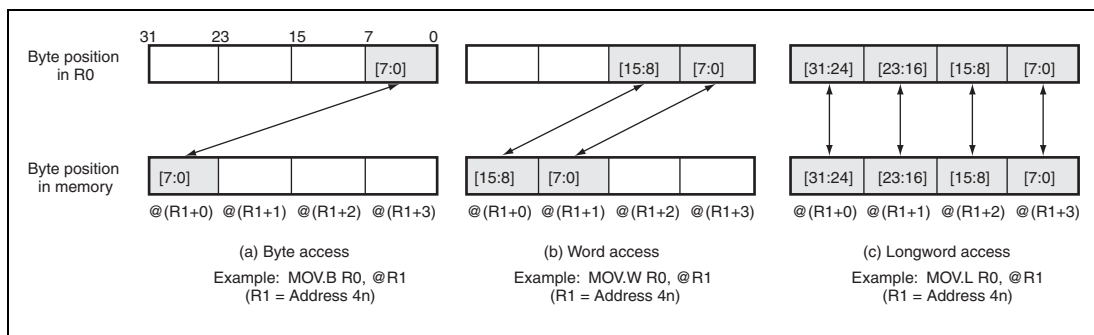 31 23 15 7 0
Byte position
in R0
[7:0]
[15:8] [7:0]
[31:24] [23:16] [15:8] [7:0]
Byte position
in memory
[7:0]
[15:8] [7:0]
[31:24] [23:16] [15:8] [7:0]
@(R1+0) @(R1+1) @(R1+2) @(R1+3)
@(R1+0) @(R1+1) @(R1+2) @(R1+3)
@(R1+0) @(R1+1) @(R1+2) @(R1+3)
(a) Byte access
Example: MOV.B R0, @R1
(R1 = Address 4n)
(b) Word access
Example: MOV.W R0, @R1
(R1 = Address 4n)
(c) Longword access
Example: MOV.L R0, @R1
(R1 = Address 4n)